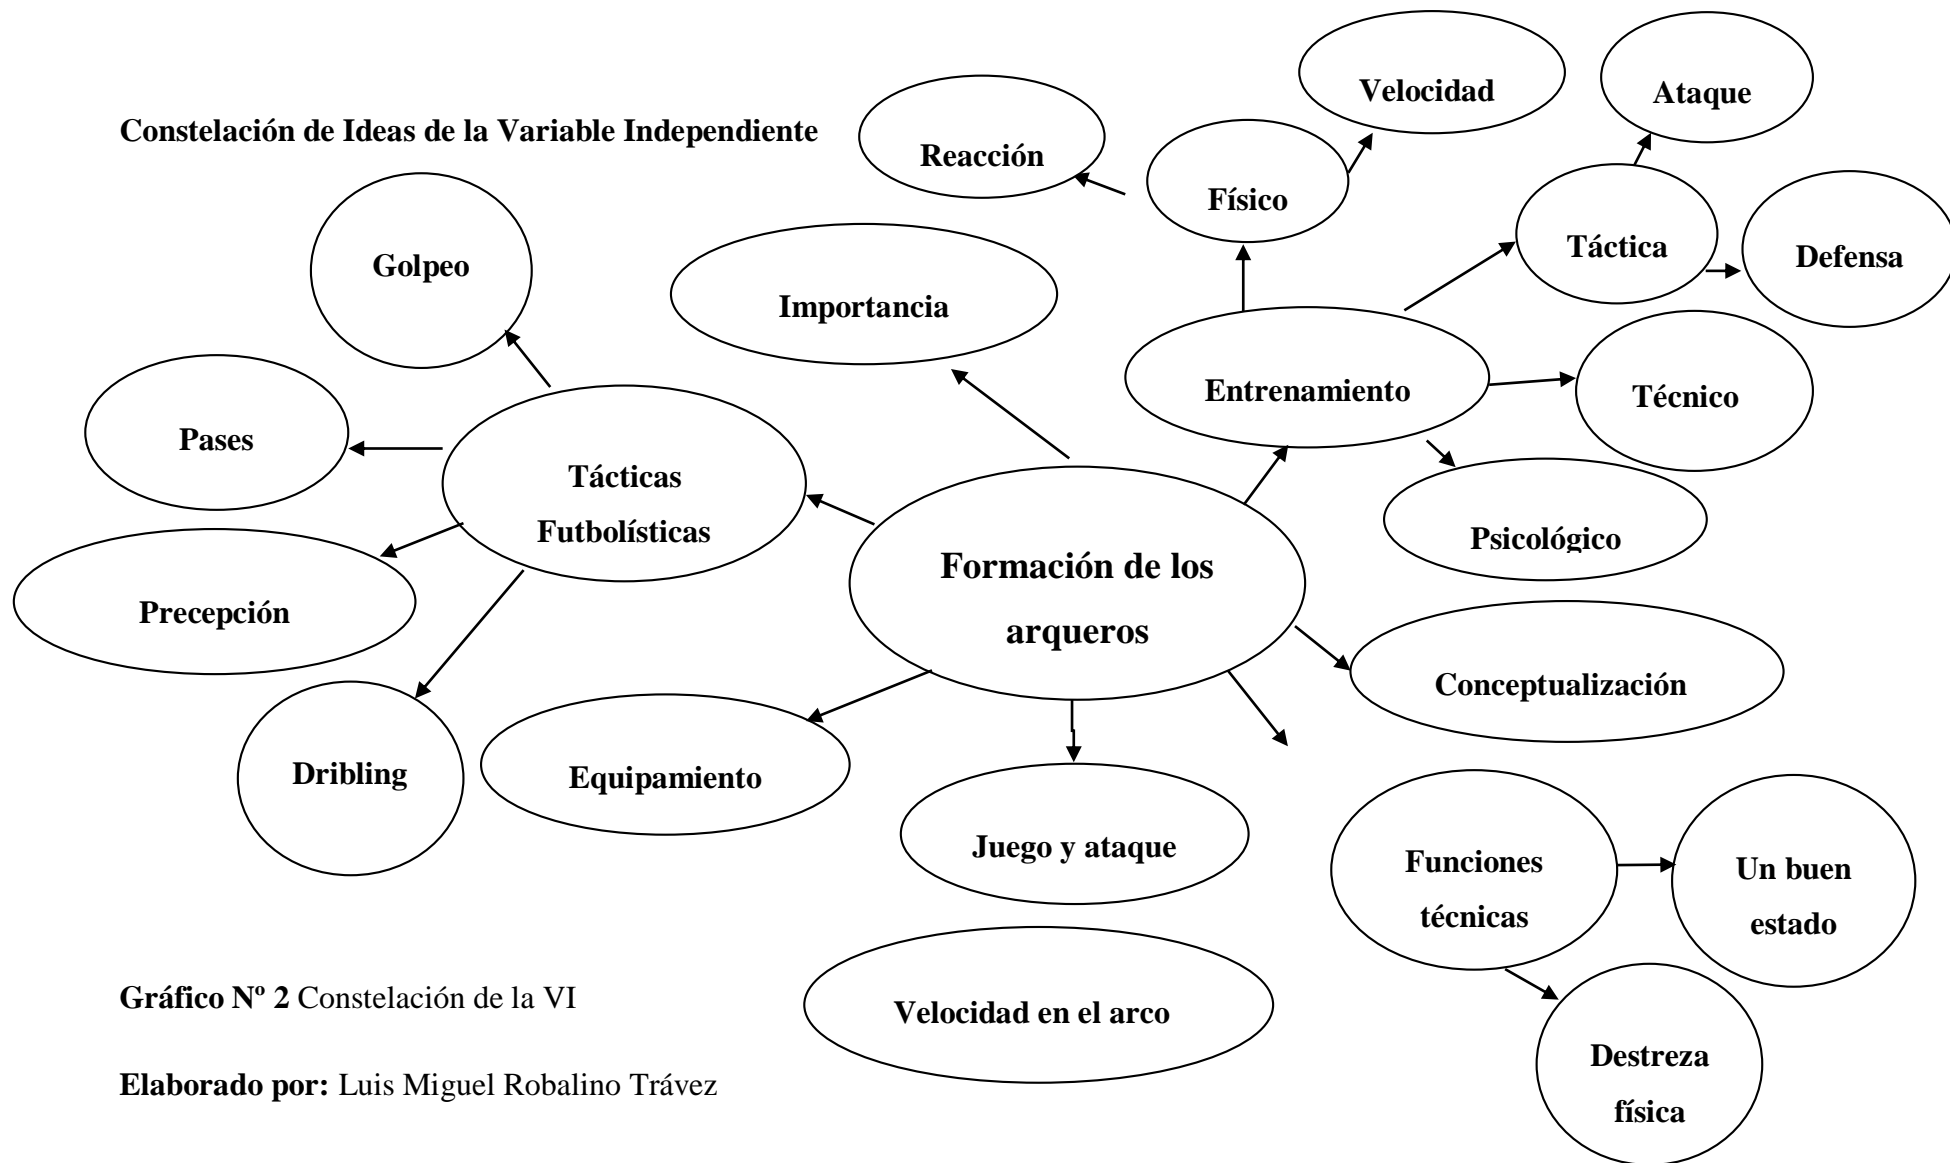 Constelación de Ideas de la Variable Independiente
Velocidad
Ataque
Reacción
Físico
Táctica
Defensa
Golpeo
Importancia
Entrenamiento
Técnico
Pases
Tácticas
Futbolísticas
Psicológico
Formación de los
arqueros
Precepción
Conceptualización
Dribling
Equipamiento
Juego y ataque
Funciones
técnicas
Un buen
estado
Velocidad en el arco
Destreza
física
Gráfico Nº 2 Constelación de la VI
Elaborado por: Luis Miguel Robalino Trávez